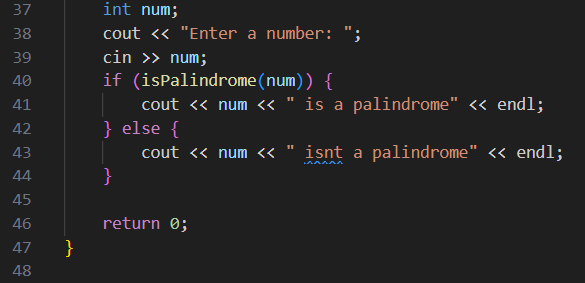 37 int num;
38 cout << "Enter a number: ";
39 cin >> num;
40 if (isPalindrome(num)) {
41 cout << num << " is a palindrome" << endl;
42 } else {
43 cout << num << " isnt a palindrome" << endl;
44 }
45
46 return 0;
47 }
48